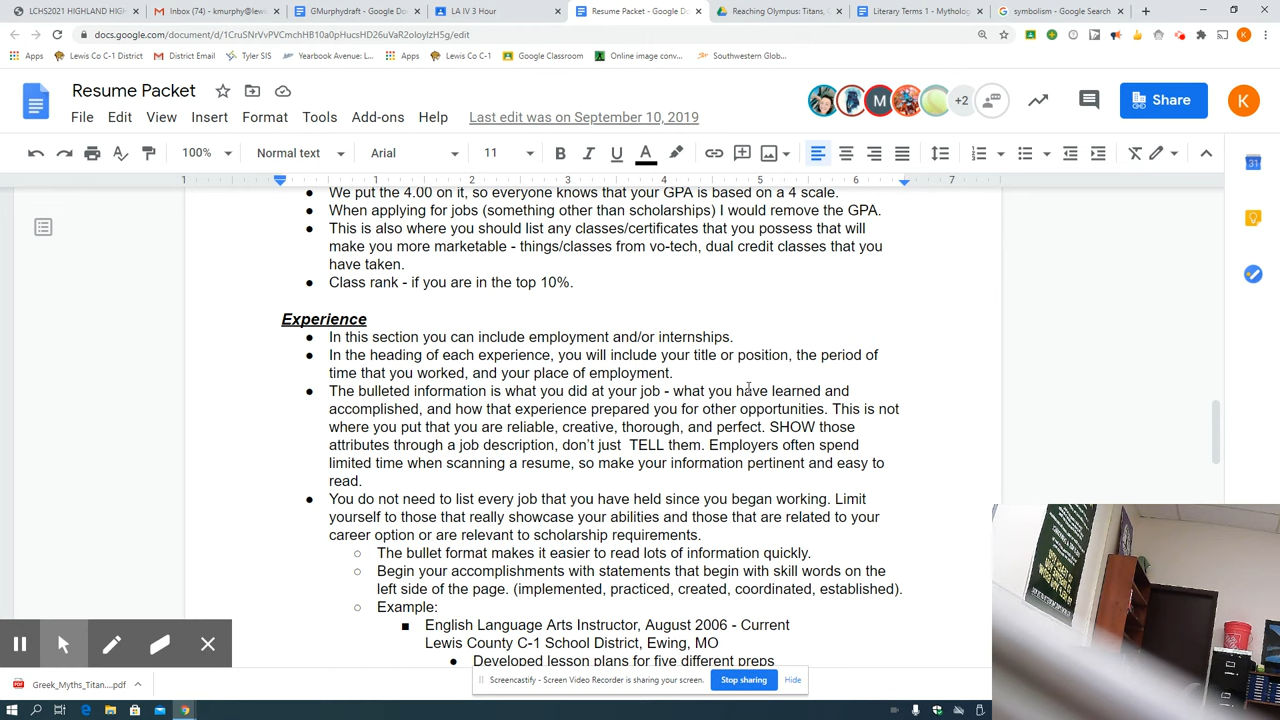 LCHS2021 HIGHLAND HIG
Inbox (74) - kmurphy@lewi
GMurphydraft - Google Do
LA IV 3 Hour
Resume Packet - Google D
Reaching Olympus: Titans, 
Literary Terms 1 - Mytholog
symbolism - Google Search
docs.google.com/document/d/1CruSNrVvPVCmchHB10a0pHucsHD26uVaR2oloylzH5g/edit
Apps
Lewis Co C-1 District
District Email
Tyler SIS
Yearbook Avenue: L...
Apps
Lewis Co C-1
Google Classroom
Online image conv...
Southwestern Glob...
Resume Packet
M
+2
Share
K
File Edit View Insert Format Tools Add-ons Help
Last edit was on September 10, 2019
100% Normal text Arial 11 B I U A
31
1 1 2 3 4 5 6 7
We put the 4.00 on it, so everyone knows that your GPA is based on a 4 scale.
When applying for jobs (something other than scholarships) I would remove the GPA.
This is also where you should list any classes/certificates that you possess that will
make you more marketable - things/classes from vo-tech, dual credit classes that you
have taken.
Class rank - if you are in the top 10%.
Experience
In this section you can include employment and/or internships.
In the heading of each experience, you will include your title or position, the period of
time that you worked, and your place of employment.
The bulleted information is what you did at your job - what you have learned and
accomplished, and how that experience prepared you for other opportunities. This is not
where you put that you are reliable, creative, thorough, and perfect. SHOW those
attributes through a job description, don't just TELL them. Employers often spend
limited time when scanning a resume, so make your information pertinent and easy to
read.
You do not need to list every job that you have held since you began working. Limit
yourself to those that really showcase your abilities and those that are related to your
career option or are relevant to scholarship requirements.
The bullet format makes it easier to read lots of information quickly.
Begin your accomplishments with statements that begin with skill words on the
left side of the page. (implemented, practiced, created, coordinated, established).
Example:
English Language Arts Instructor, August 2006 - Current
Lewis County C-1 School District, Ewing, MO
Developed lesson plans for five different preps
Screencastify - Screen Video Recorder is sharing your screen.
Stop sharing
Hide
Greek_Myths_Titan....pdf